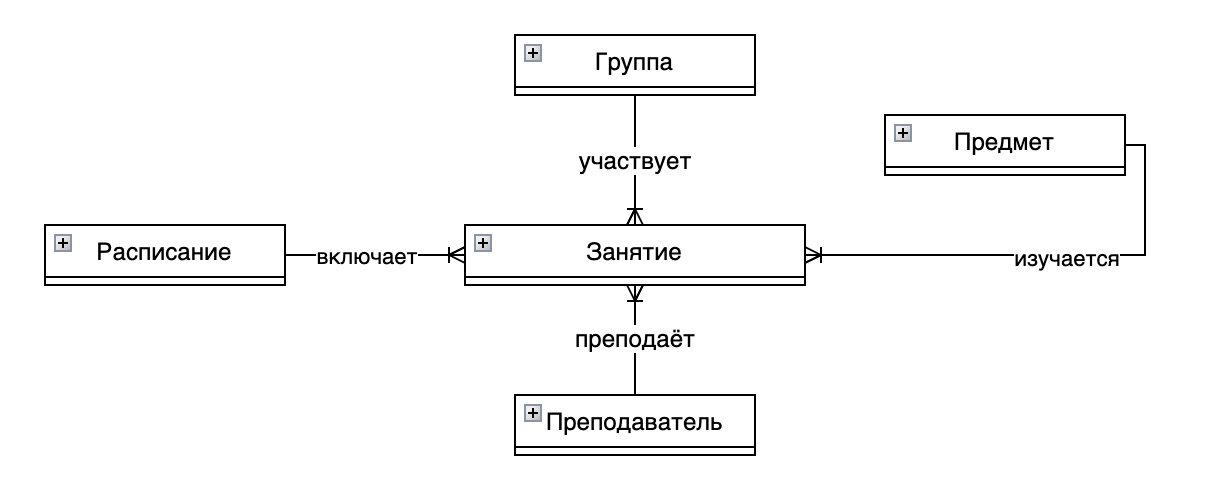 Группа
Предмет
участвует
Расписание
включает
Занятие
изучается
преподаёт
Преподаватель